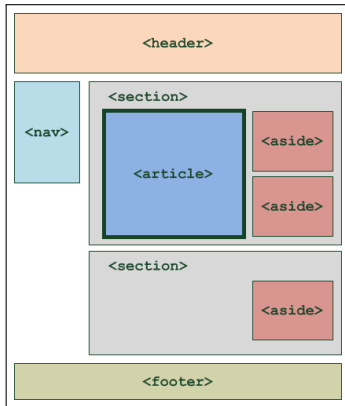 <header>
<nav>
<section>
<article>
<aside>
<aside>
<section>
<aside>
<footer>